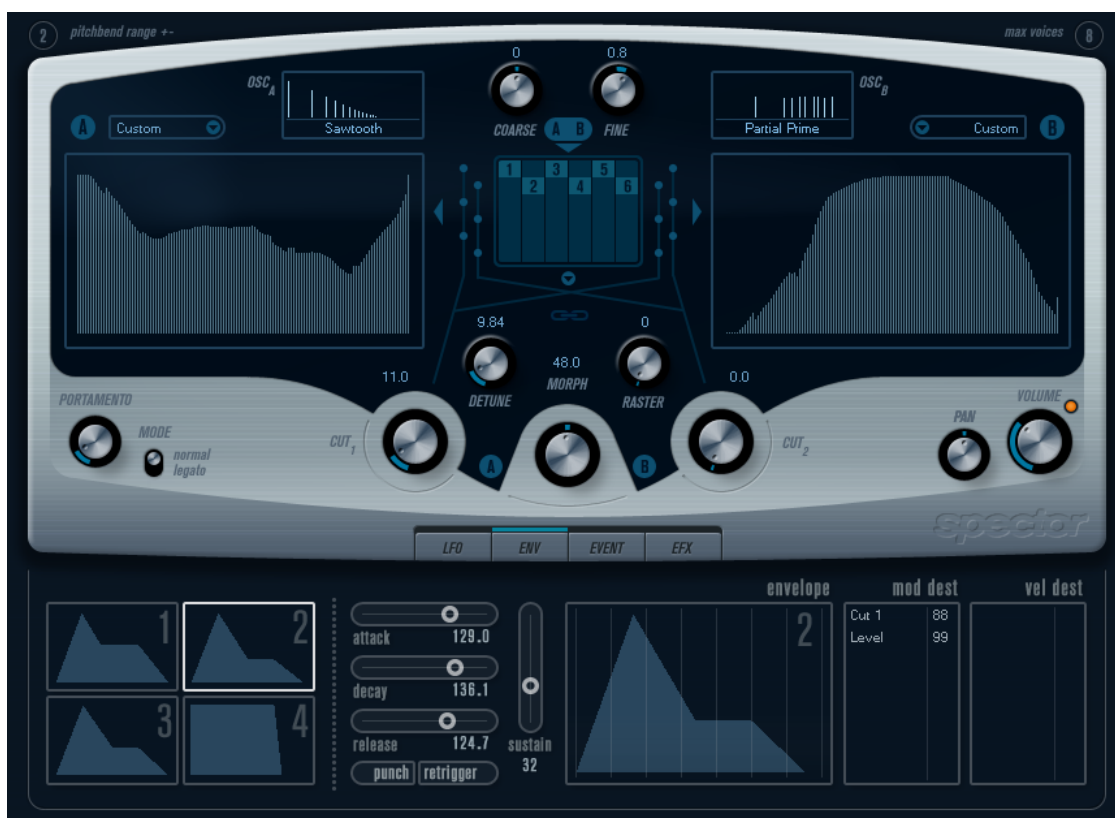 2 pitchbend range +-
max voices 8
0 0.8
OSC A
OSC B
A Custom
Sawtooth
COARSE A B FINE
Partial Prime
Custom B
1 2 3 4 5 6
9.84 0
48.0
MORPH
11.0 0.0
DETUNE RASTER
PORTAMENTO
VOLUME
MODE
normal
legato
CUT 1
CUT 2
PAN
A B
spector
LFO ENV EVENT EFX
envelope mod dest vel dest
1 2
3 4
attack 129.0
decay 136.1
release 124.7
punch retrigger
sustain
32
2
Cut 1 88
Level 99